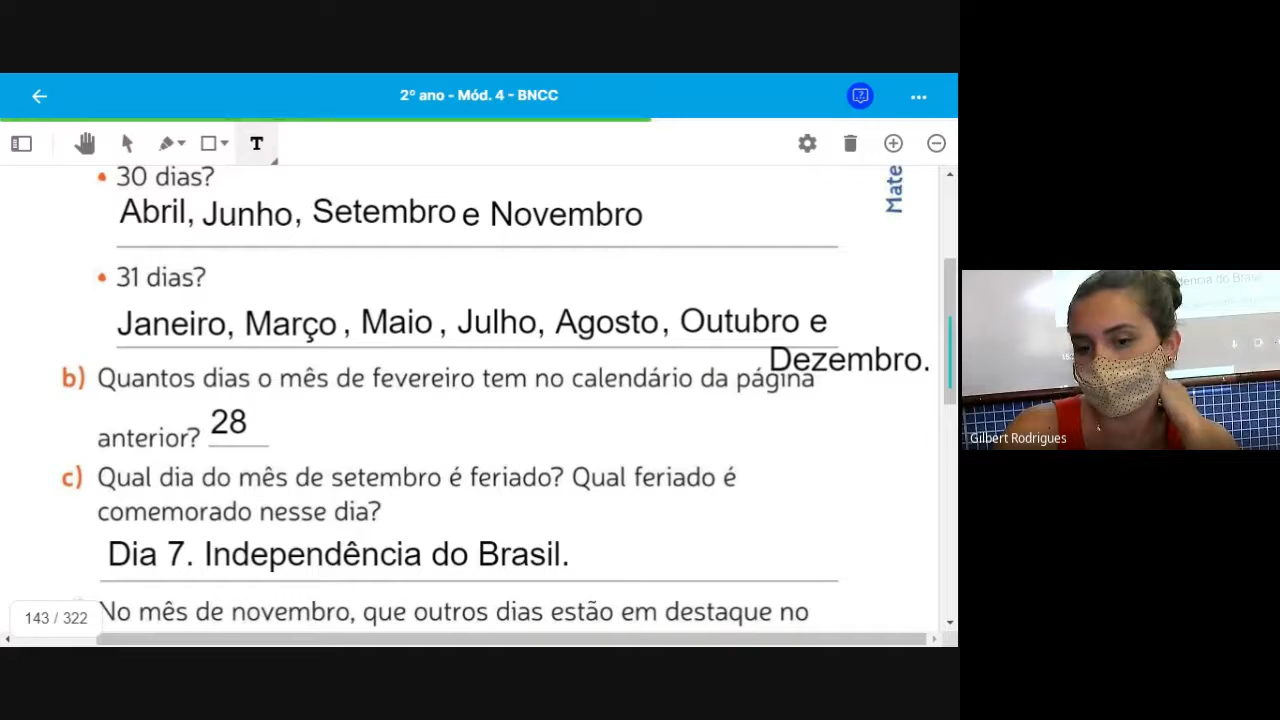 2º ano - Mód. 4 - BNCC
• 30 dias?
Mate
Abril, Junho, Setembro e Novembro
• 31 dias?
Janeiro, Março, Maio, Julho, Agosto, Outubro e
Dezembro.
b) Quantos dias o mês de fevereiro tem no calendário da página
anterior? 28
c) Qual dia do mês de setembro é feriado? Qual feriado é
comemorado nesse dia?
Dia 7. Independência do Brasil.
No mês de novembro, que outros dias estão em destaque no
143 / 322
T
dência do Brasil
Gilbert Rodrigues